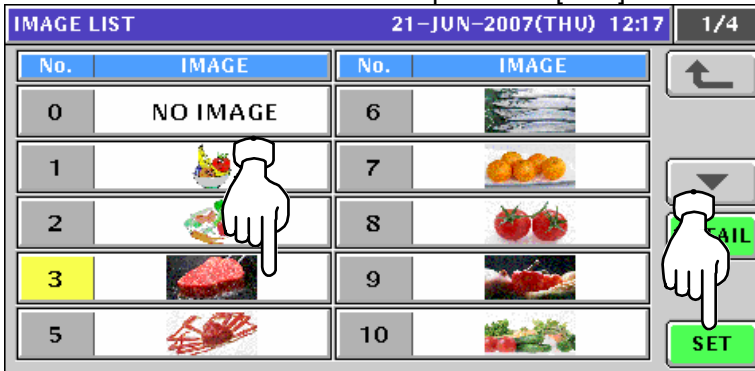 IMAGE LIST 21-JUN-2007(THU) 12:17 1/4
No. IMAGE No. IMAGE
0 NO IMAGE 6
1 7
2 8
3 9
5 10
SET